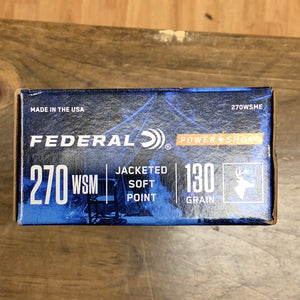 MADE IN THE USA
270WSME
FEDERAL ®
POWER SHOK
270 WSM
JACKETED
SOFT
POINT
130
GRAIN